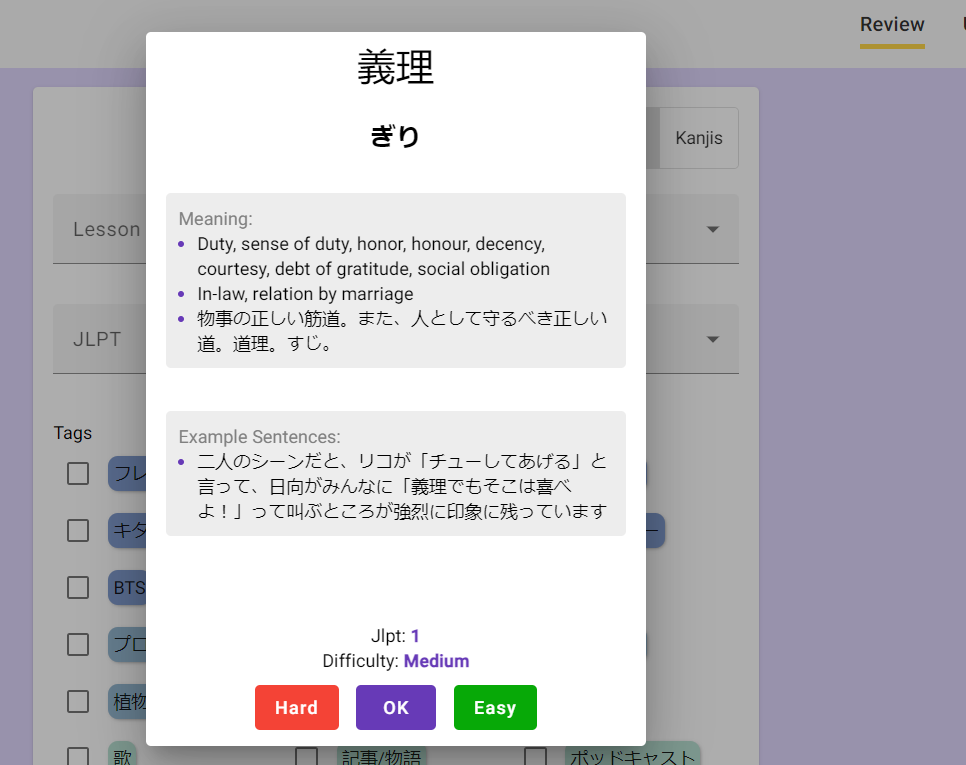 Review
義理
ぎり
Kanjis
Meaning:
Lesson
Duty, sense of duty, honor, honour, decency,
courtesy, debt of gratitude, social obligation
In-law, relation by marriage
物事の正しい筋道。また、人として守るべき正しい
道。道理。すじ。
JLPT
Tags
Example Sentences:
二人のシーンだと、リコが「チューしてあげる」と
言って、日向がみんなに「義理でもそこは喜べ
よ！」って叫ぶところが強烈に印象に残っています
フレ
キタ
ー
BTS
プロ
植物
Jlpt: 1
Difficulty: Medium
Hard
OK
Easy
歌
記事/物語
ポッドキャスト